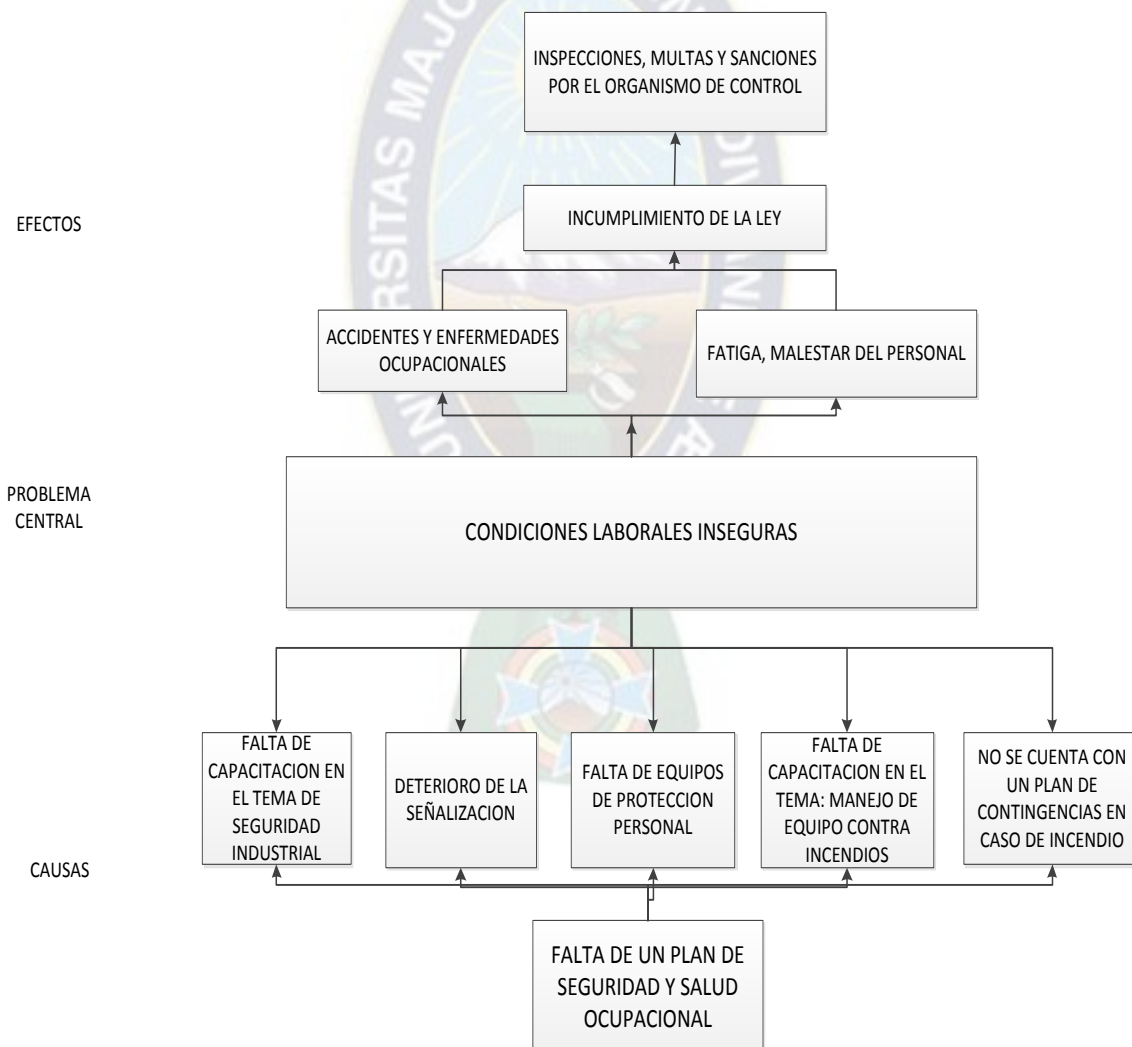 INSPECCIONES, MULTAS Y SANCIONES
POR EL ORGANISMO DE CONTROL
EFECTOS
INCUMPLIMIENTO DE LA LEY
ACCIDENTES Y ENFERMEDADES
OCUPACIONALES
FATIGA, MALESTAR DEL PERSONAL
PROBLEMA
CENTRAL
CONDICIONES LABORALES INSEGURAS
FALTA DE
CAPACITACION EN
EL TEMA DE
SEGURIDAD
INDUSTRIAL
DETERIORO DE LA
SEÑALIZACION
FALTA DE EQUIPOS
DE PROTECCION
PERSONAL
FALTA DE
CAPACITACION EN EL
TEMA: MANEJO DE
EQUIPO CONTRA
INCENDIOS
NO SE CUENTA CON
UN PLAN DE
CONTINGENCIAS EN
CASO DE INCENDIO
CAUSAS
FALTA DE UN PLAN DE
SEGURIDAD Y SALUD
OCUPACIONAL